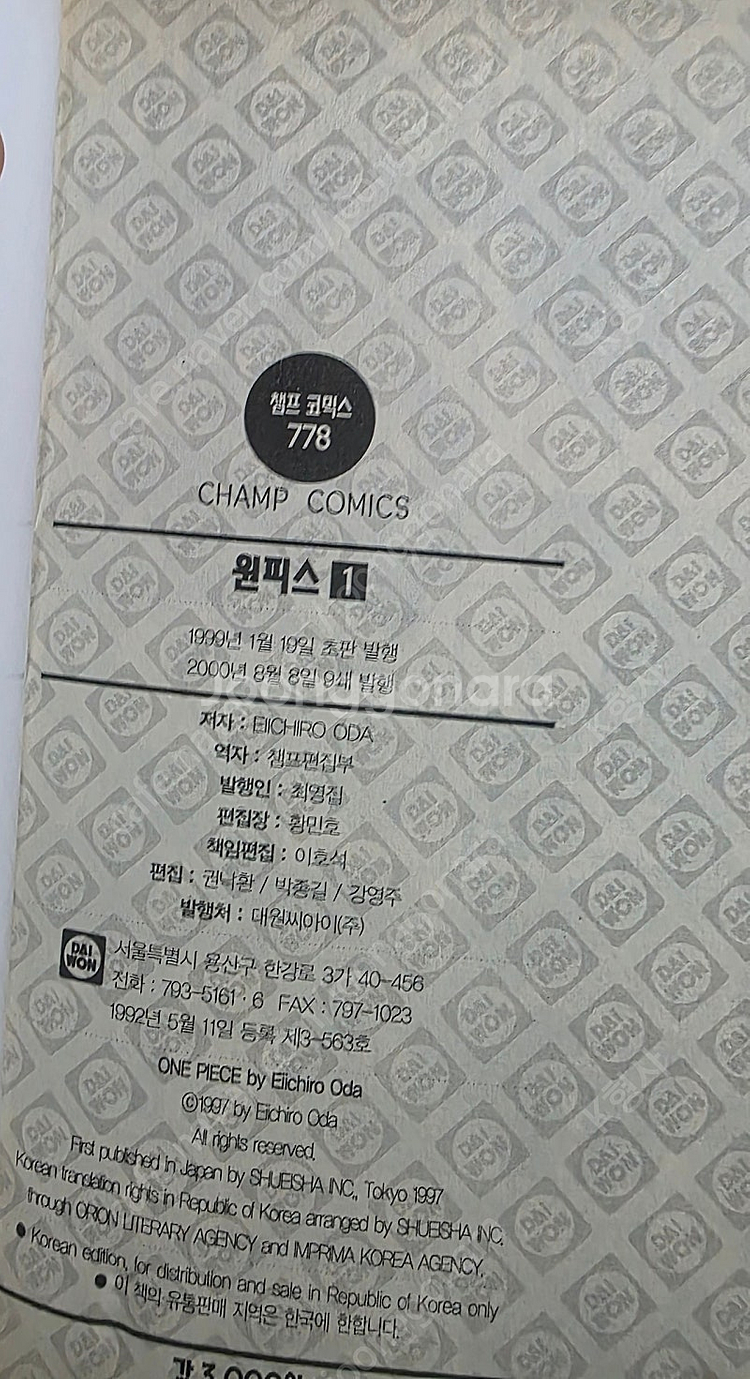 챔프 코믹스
778
CHAMP COMICS
원피스 1
1999년 1월 19일 초판 발행
2000년 8월 8일 9쇄 발행
저자 : EIICHIRO ODA
역자 : 챔프편집부
발행인 : 최영집
편집장 : 황민호
책임편집 : 이호석
편집 : 권낙환 / 박종길 / 강영주
발행처 : 대원씨아이(주)
DAI WON
서울특별시 용산구 한강로 3가 40-456
전화 : 793-5161·6 FAX : 797-1023
1992년 5월 11일 등록 제3-563호
ONE PIECE by Eiichiro Oda
©1997 by Eiichiro Oda
All rights reserved.
First published in Japan by SHUEISHA INC., Tokyo 1997
Korean translation rights in Republic of Korea arranged by SHUEISHA INC.
through ORION LITERARY AGENCY and IMPRIMA KOREA AGENCY.
● Korean edition, for distribution and sale in Republic of Korea only
● 이 책의 유통판매 지역은 한국에 한합니다.